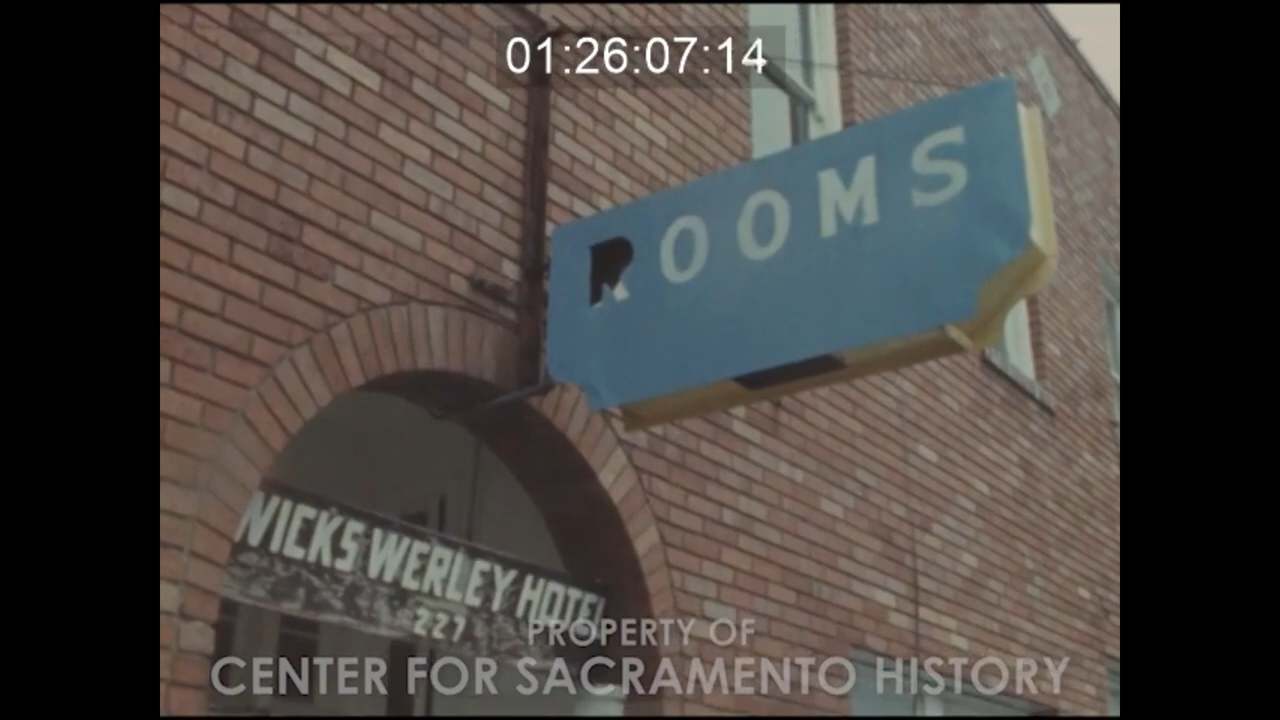 01:26:07:14
ROOMS
NICKS WERLEY HOTEL
227
PROPERTY OF
CENTER FOR SACRAMENTO HISTORY